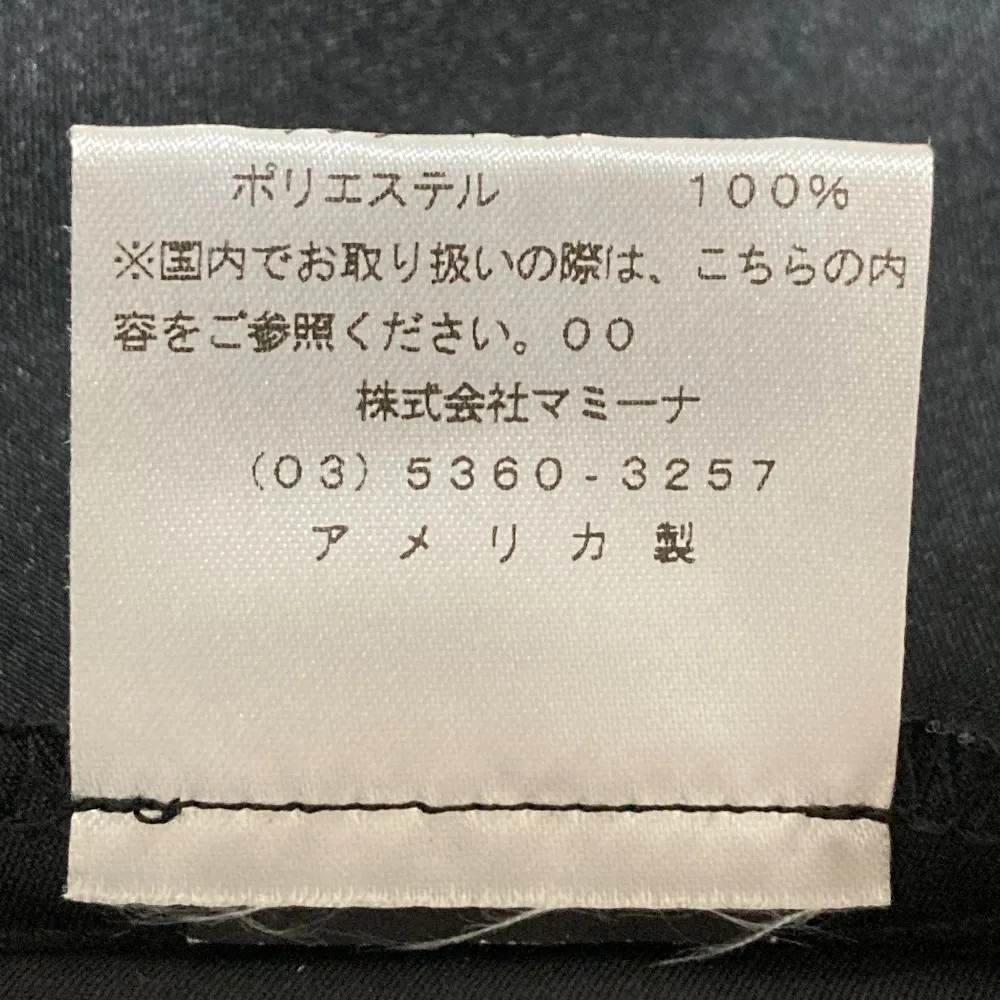 ポリエステル　１００％
※国内でお取り扱いの際は、こちらの内
容をご参照ください。００
株式会社マミーナ
（０３）５３６０-３２５７
アメリカ製